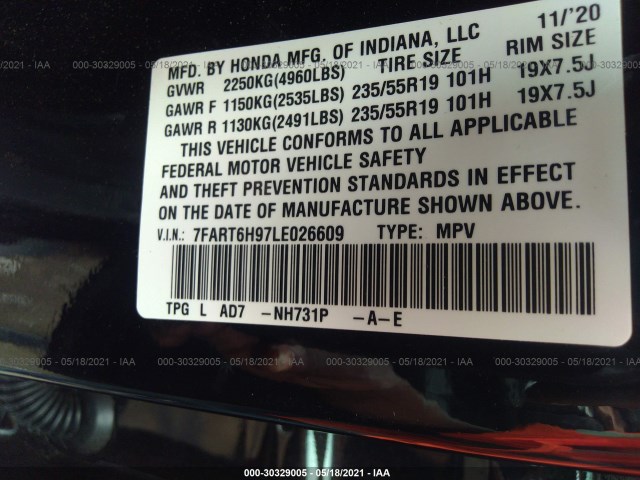 11/'20
MFD. BY HONDA MFG. OF INDIANA, LLC
TIRE SIZE RIM SIZE
GVWR 2250KG(4960LBS)
GAWR F 1150KG(2535LBS) 235/55R19 101H 19X7.5J
GAWR R 1130KG(2491LBS) 235/55R19 101H 19X7.5J
THIS VEHICLE CONFORMS TO ALL APPLICABLE
FEDERAL MOTOR VEHICLE SAFETY
AND THEFT PREVENTION STANDARDS IN EFFECT
ON THE DATE OF MANUFACTURE SHOWN ABOVE.
V.I.N.: 7FART6H97LE026609 TYPE: MPV
TPG L AD7 -NH731P -A-E
000-30329005 - 05/18/2021 - IAA